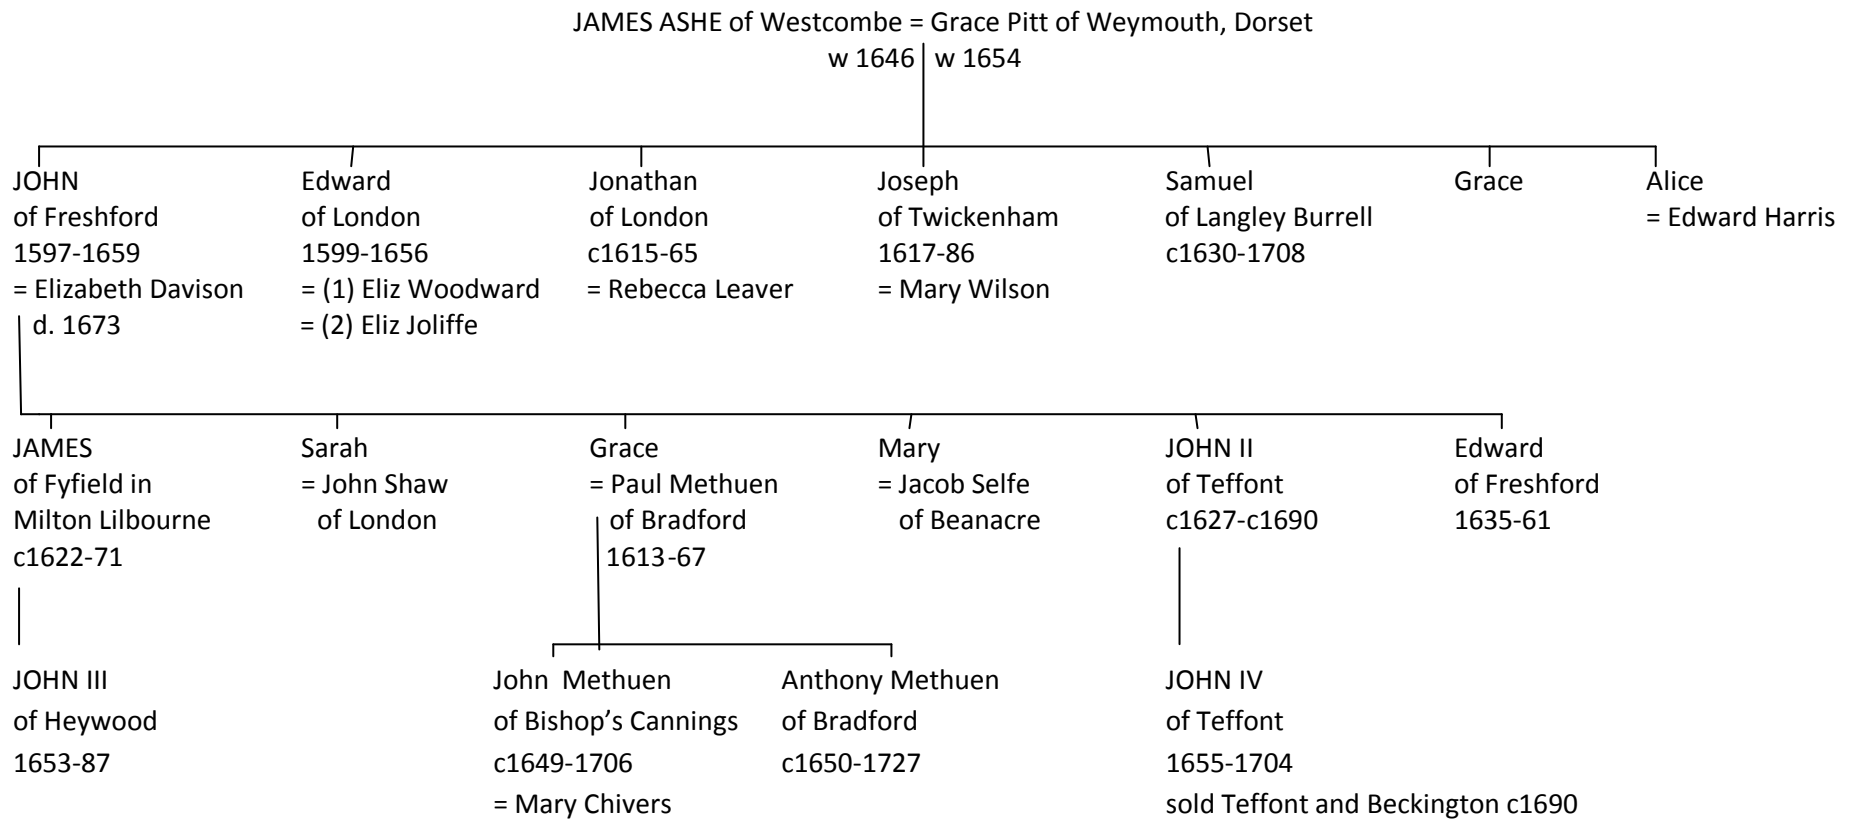 JAMES ASHE of Westcombe = Grace Pitt of Weymouth, Dorset
w 1646 w 1654
JOHN
of Freshford
1597-1659
= Elizabeth Davison
d. 1673
Edward
of London
1599-1656
= (1) Eliz Woodward
= (2) Eliz Joliffe
Jonathan
of London
c1615-65
= Rebecca Leaver
Joseph
of Twickenham
1617-86
= Mary Wilson
Samuel
of Langley Burrell
c1630-1708
Grace
Alice
= Edward Harris
JAMES
of Fyfield in
Milton Lilbourne
c1622-71
Sarah
= John Shaw
of London
Grace
= Paul Methuen
of Bradford
1613-67
Mary
= Jacob Selfe
of Beanacre
JOHN II
of Teffont
c1627-c1690
Edward
of Freshford
1635-61
JOHN III
of Heywood
1653-87
John Methuen
of Bishop’s Cannings
c1649-1706
= Mary Chivers
Anthony Methuen
of Bradford
c1650-1727
JOHN IV
of Teffont
1655-1704
sold Teffont and Beckington c1690